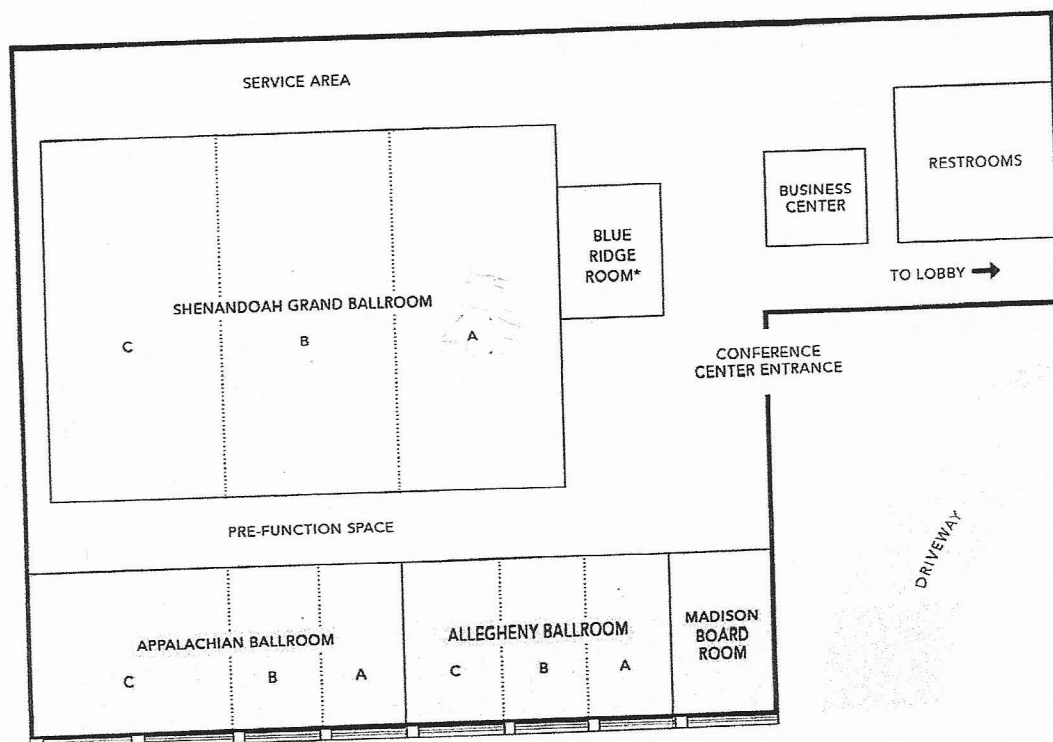 SERVICE AREA
RESTROOMS
BUSINESS
CENTER
BLUE
RIDGE
ROOM*
TO LOBBY →
SHENANDOAH GRAND BALLROOM
C
B
A
CONFERENCE
CENTER ENTRANCE
PRE-FUNCTION SPACE
DRIVEWAY
APPALACHIAN BALLROOM
C
B
A
ALLEGHENY BALLROOM
C
B
A
MADISON
BOARD
ROOM